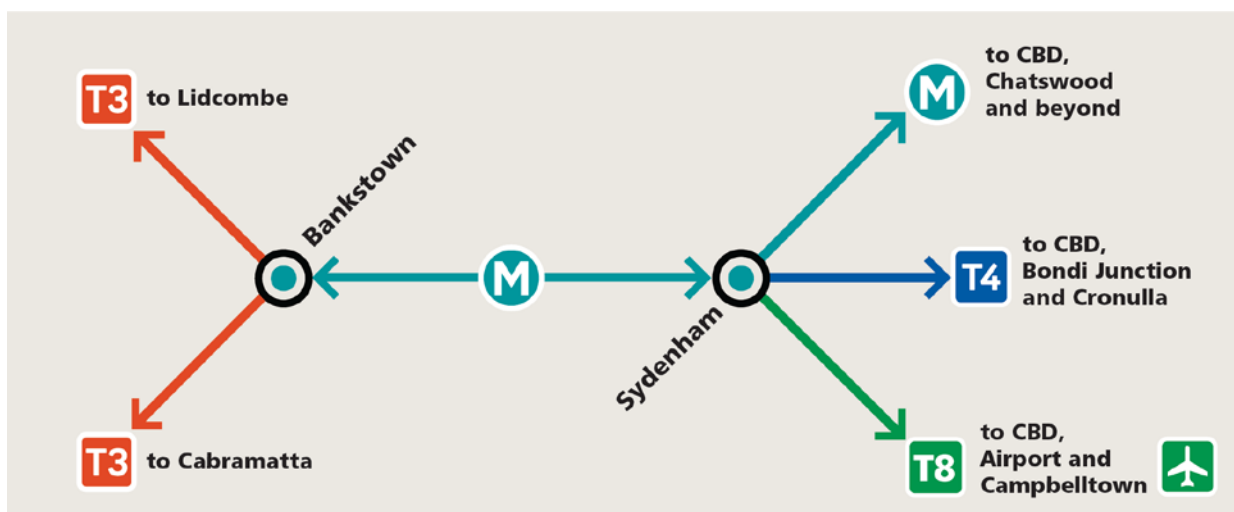 T3 to Lidcombe
Bankstown
T3 to Cabramatta
M
Sydenham
M
to CBD,
Chatswood
and beyond
T4
to CBD,
Bondi Junction
and Cronulla
T8
to CBD,
Airport and
Campbelltown